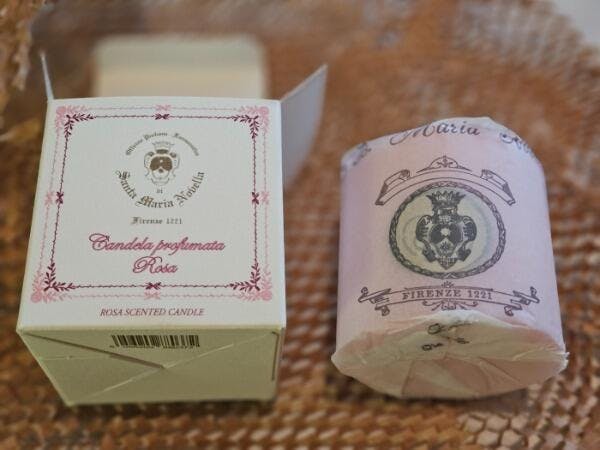 Officina Profumo-Farmaceutica
DI
Santa Maria Novella
Firenze 1221
Candela profumata
Rosa
ROSA SCENTED CANDLE
Maria
FIRENZE 1221